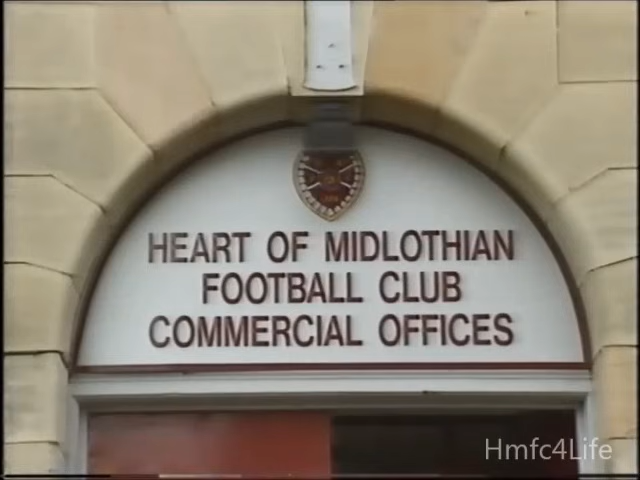 HEART OF MIDLOTHIAN
FOOTBALL CLUB
COMMERCIAL OFFICES
Hmfc4Life